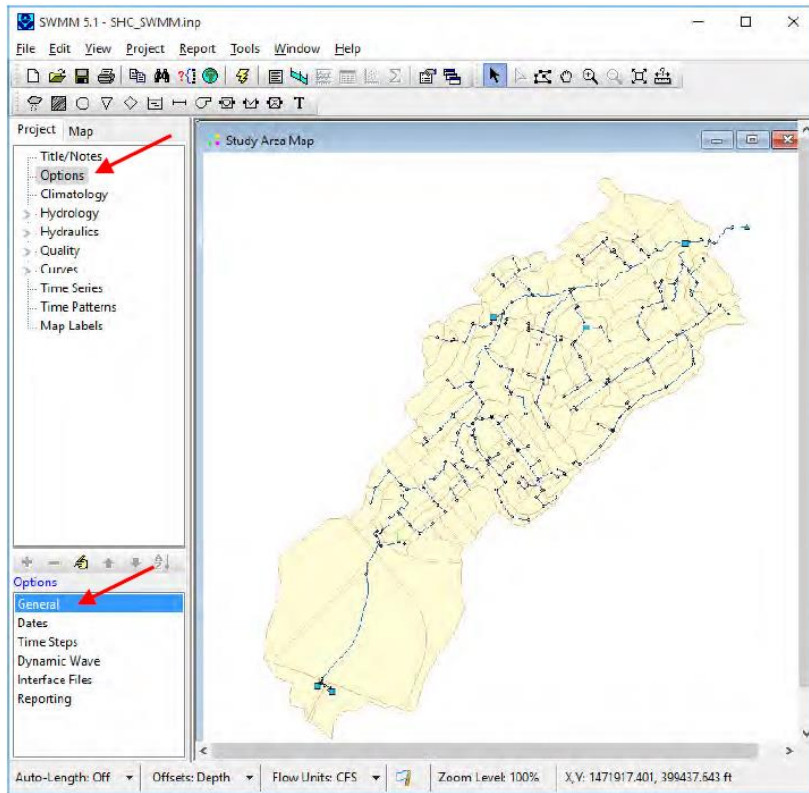 SWMM 5.1 - SHC_SWMM.inp
File Edit View Project Report Tools Window Help
T
Project Map
Study Area Map
Title/Notes
Options
Climatology
Hydrology
Hydraulics
Quality
Curves
Time Series
Time Patterns
Map Labels
Options
General
Dates
Time Steps
Dynamic Wave
Interface Files
Reporting
Auto-Length: Off Offsets: Depth Flow Units: CFS Zoom Level: 100% X,Y: 1471917.401, 399437.643 ft